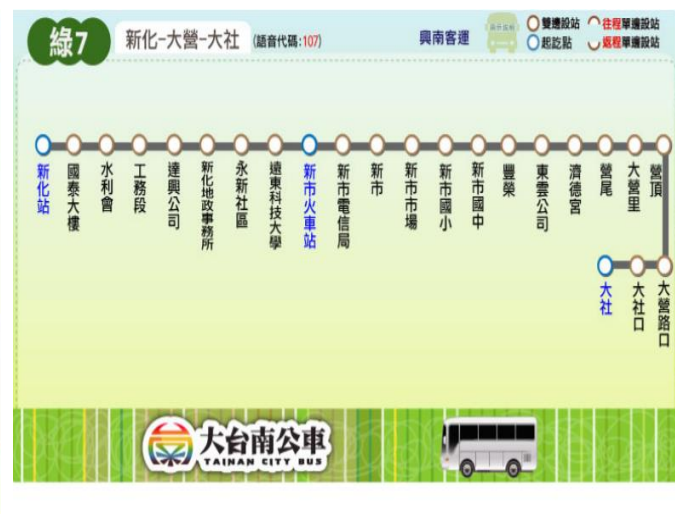 綠7
新化-大營-大社 (語音代碼:107)
興南客運
雙邊設站
往程單邊設站
起訖點
返程單邊設站
新化站
國泰大樓
水利會
工務段
達興公司
新化地政事務所
永新社區
遠東科技大學
新市火車站
新市電信局
新市
新市市場
新市國小
新市國中
豐榮
東雲公司
濟德宮
營尾
大營里
營頂
大營路口
大社口
大社
大台南公車
TAINAN CITY BUS